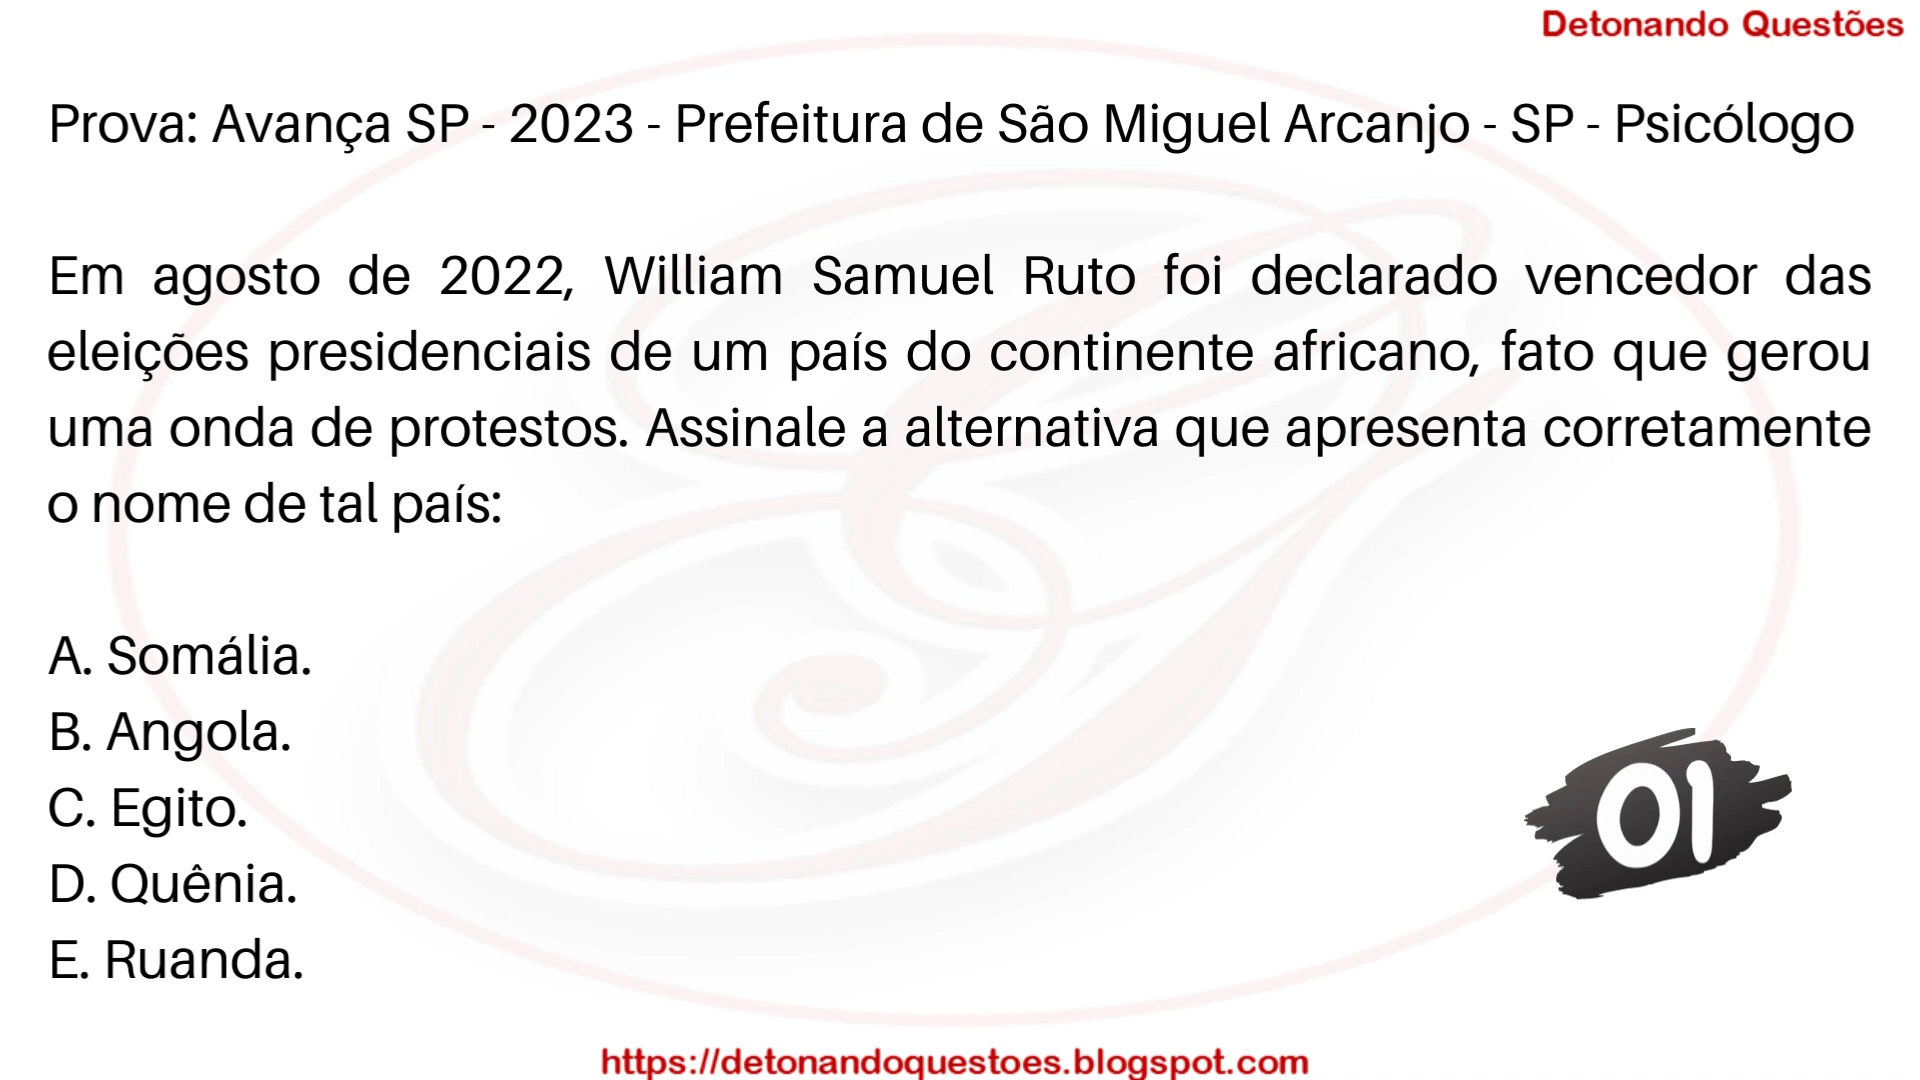 Detonando Questões
Prova: Avança SP - 2023 - Prefeitura de São Miguel Arcanjo - SP - Psicólogo
Em agosto de 2022, William Samuel Ruto foi declarado vencedor das
eleições presidenciais de um país do continente africano, fato que gerou
uma onda de protestos. Assinale a alternativa que apresenta corretamente
o nome de tal país:
A. Somália.
B. Angola.
C. Egito.
D. Quênia.
E. Ruanda.
01
https://detonandoquestoes.blogspot.com